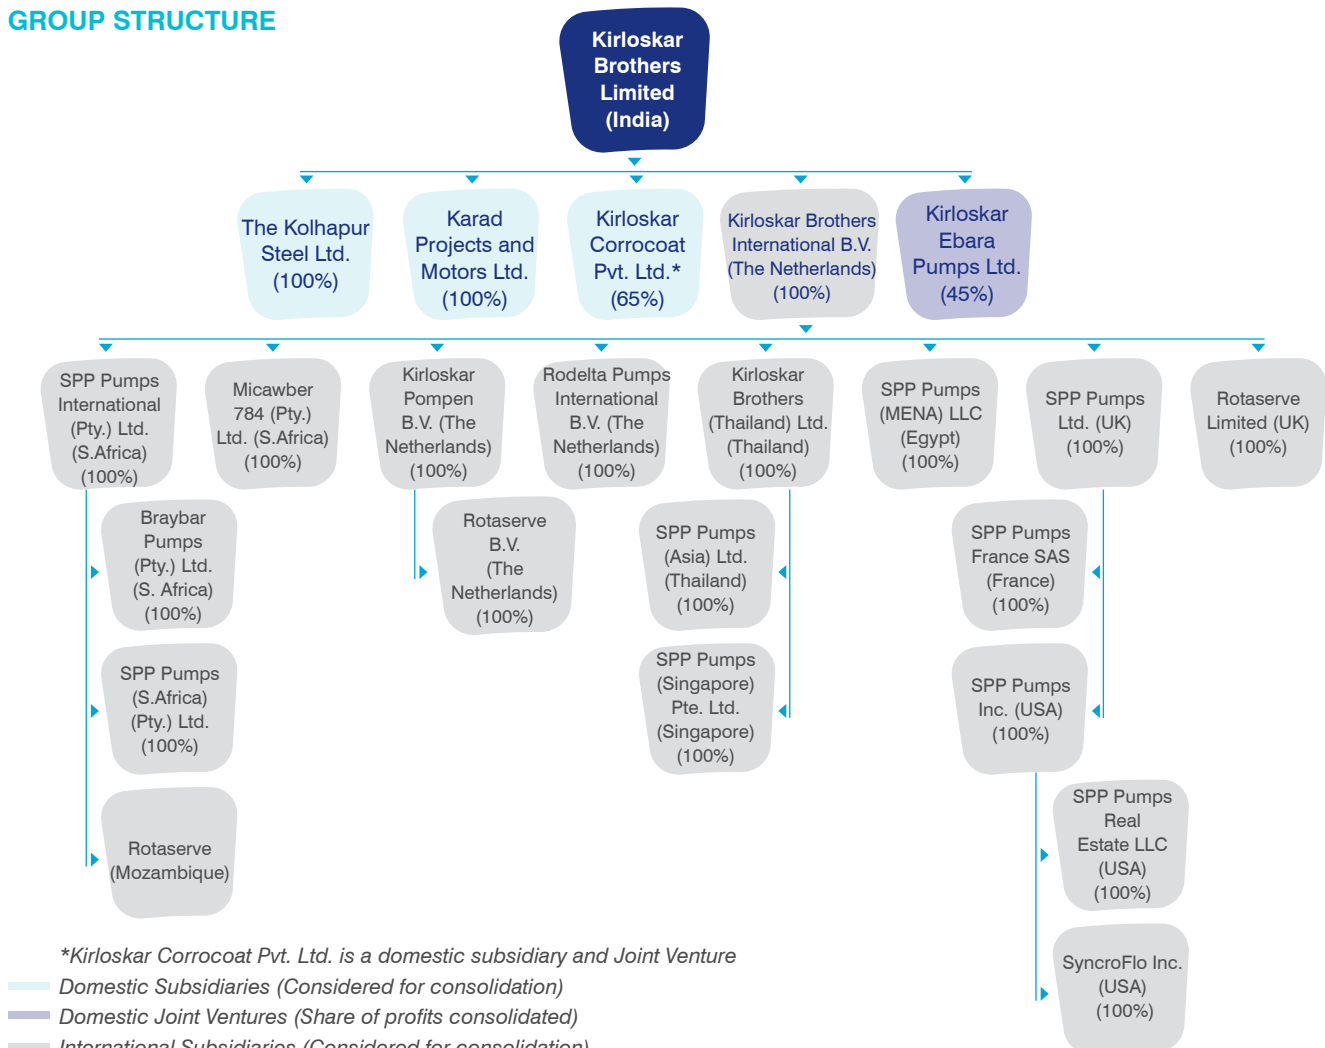 GROUP STRUCTURE
Kirloskar
Brothers
Limited
(India)
The Kolhapur
Steel Ltd.
(100%)
Karad
Projects and
Motors Ltd.
(100%)
Kirloskar
Corrocoat
Pvt. Ltd.*
(65%)
Kirloskar Brothers
International B.V.
(The Netherlands)
(100%)
Kirloskar
Ebara
Pumps Ltd.
(45%)
SPP Pumps
International
(Pty.) Ltd.
(S.Africa)
(100%)
Micawber
784 (Pty.)
Ltd. (S.Africa)
(100%)
Kirloskar
Pompen
B.V. (The
Netherlands)
(100%)
Rodelta Pumps
International
B.V. (The
Netherlands)
(100%)
Kirloskar
Brothers
(Thailand) Ltd.
(Thailand)
(100%)
SPP Pumps
(MENA) LLC
(Egypt)
(100%)
SPP Pumps
Ltd. (UK)
(100%)
Rotaserve
Limited (UK)
(100%)
Braybar
Pumps
(Pty.) Ltd.
(S. Africa)
(100%)
Rotaserve
B.V.
(The
Netherlands)
(100%)
SPP Pumps
(Asia) Ltd.
(Thailand)
(100%)
SPP Pumps
France SAS
(France)
(100%)
SPP Pumps
(S.Africa)
(Pty.) Ltd.
(100%)
SPP Pumps
(Singapore)
Pte. Ltd.
(Singapore)
(100%)
SPP Pumps
Inc. (USA)
(100%)
Rotaserve
(Mozambique)
SPP Pumps
Real
Estate LLC
(USA)
(100%)
SyncroFlo Inc.
(USA)
(100%)
*Kirloskar Corrocoat Pvt. Ltd. is a domestic subsidiary and Joint Venture
Domestic Subsidiaries (Considered for consolidation)
Domestic Joint Ventures (Share of profits consolidated)
International Subsidiaries (Considered for consolidation)